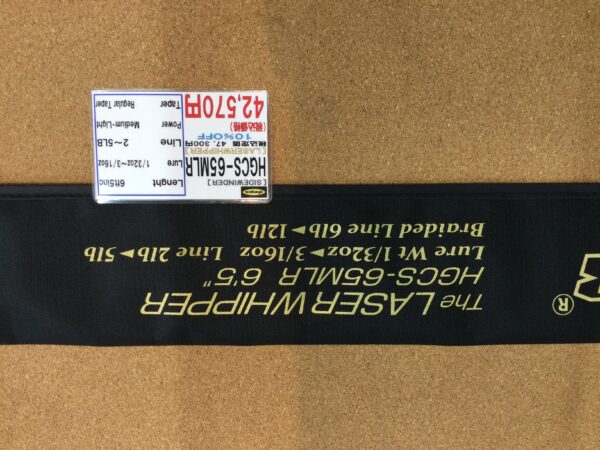 deps
[SIDEWINDER]
HGCS-65MLR
[LASERWHIPPER]
税込定価 47,300円
10%OFF
(税込価格)
42,570円
Lenght 6ft5inc
Lure 1/32oz~3/16oz
Line 2~5LB
Power Medium-Light
Taper Regular Taper
®
The LASER WHIPPER
HGCS-65MLR 6'5"
Lure Wt 1/32oz►3/16oz Line 2lb►5lb
Braided Line 6lb►12lb